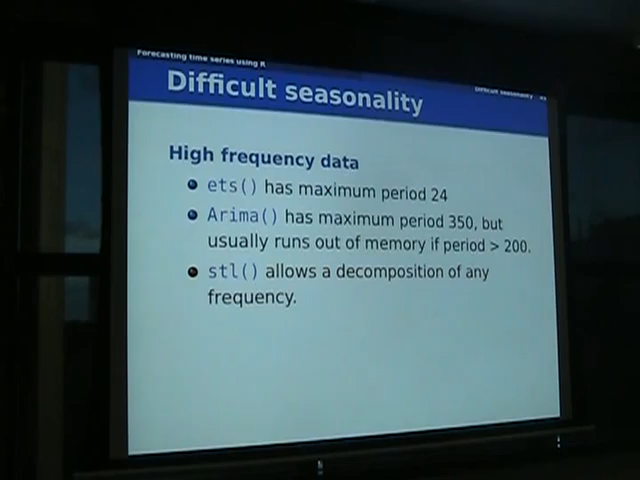 Forecasting time series using R
Difficult seasonality
Difficult seasonality
High frequency data
ets() has maximum period 24
Arima() has maximum period 350, but
usually runs out of memory if period > 200.
stl() allows a decomposition of any
frequency.